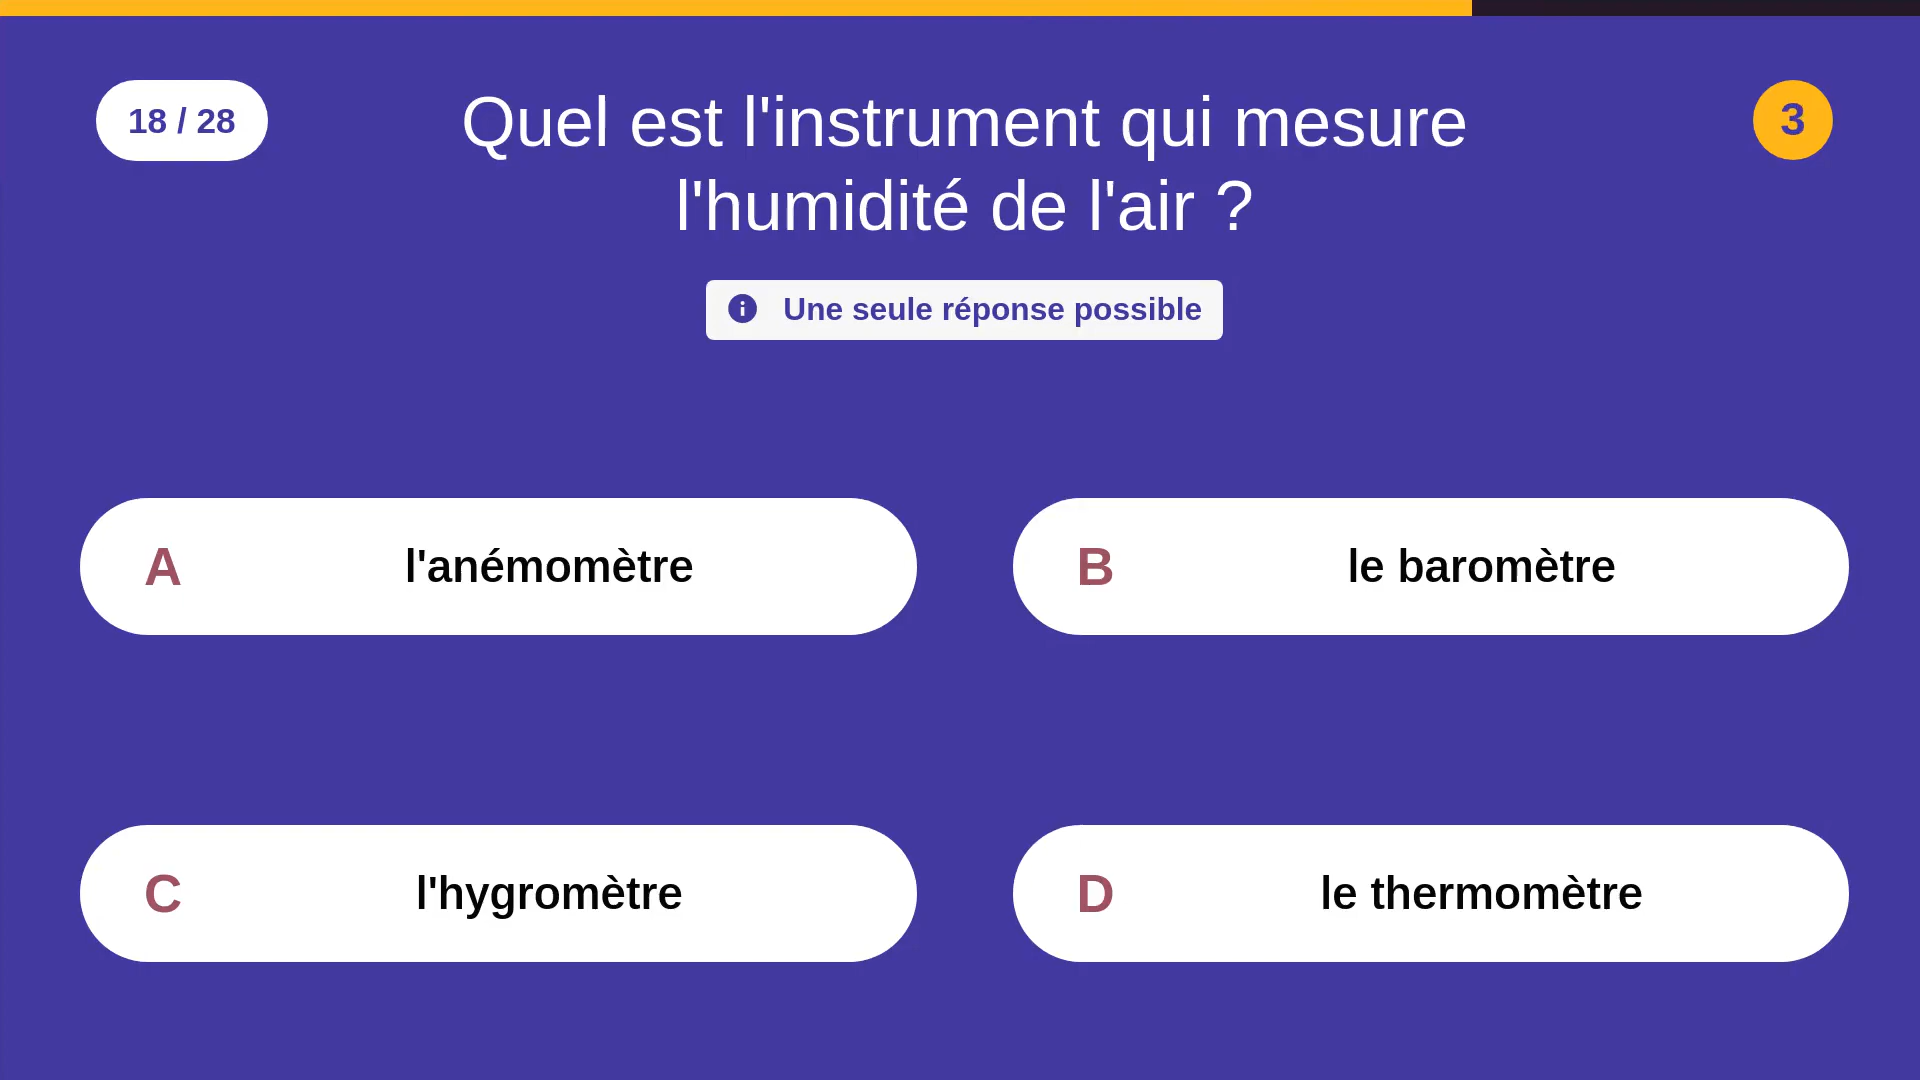 18 / 28
Quel est l'instrument qui mesure
l'humidité de l'air ?
3
Une seule réponse possible
A l'anémomètre
B le baromètre
C l'hygromètre
D le thermomètre